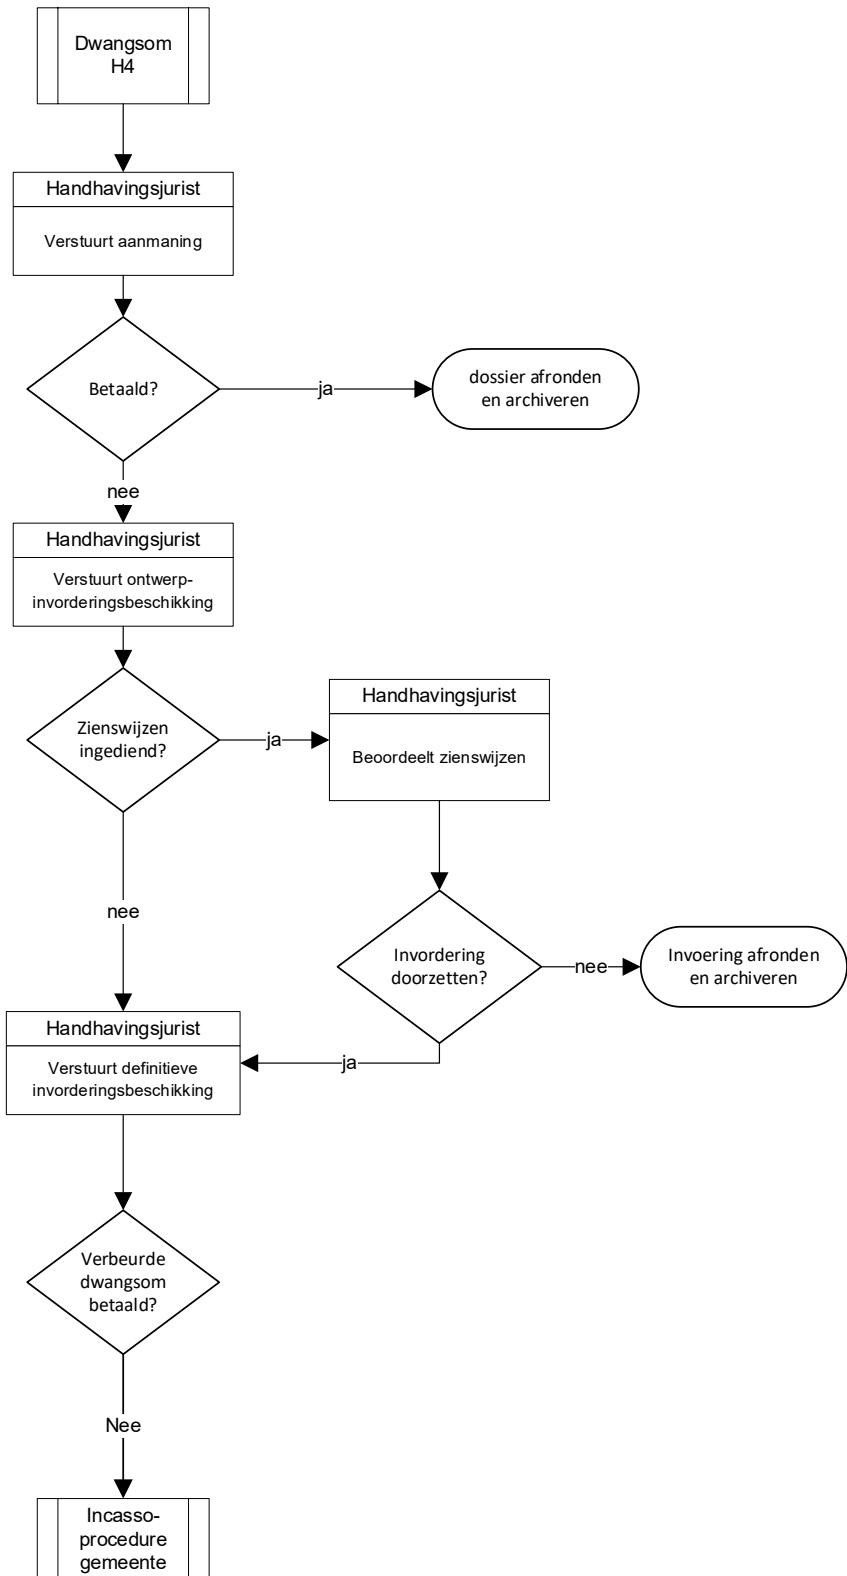 Dwangsom
H4
Handhavingsjurist
Verstuurt aanmaning
Betaald?
ja
dossier afronden
en archiveren
nee
Handhavingsjurist
Verstuurt ontwerp-
invorderingsbeschikking
Zienswijzen
ingediend?
ja
Handhavingsjurist
Beoordeelt zienswijzen
nee
Invordering
doorzetten?
nee
Invoering afronden
en archiveren
ja
Handhavingsjurist
Verstuurt definitieve
invorderingsbeschikking
Verbeurde
dwangsom
betaald?
Nee
Incasso-
procedure
gemeente